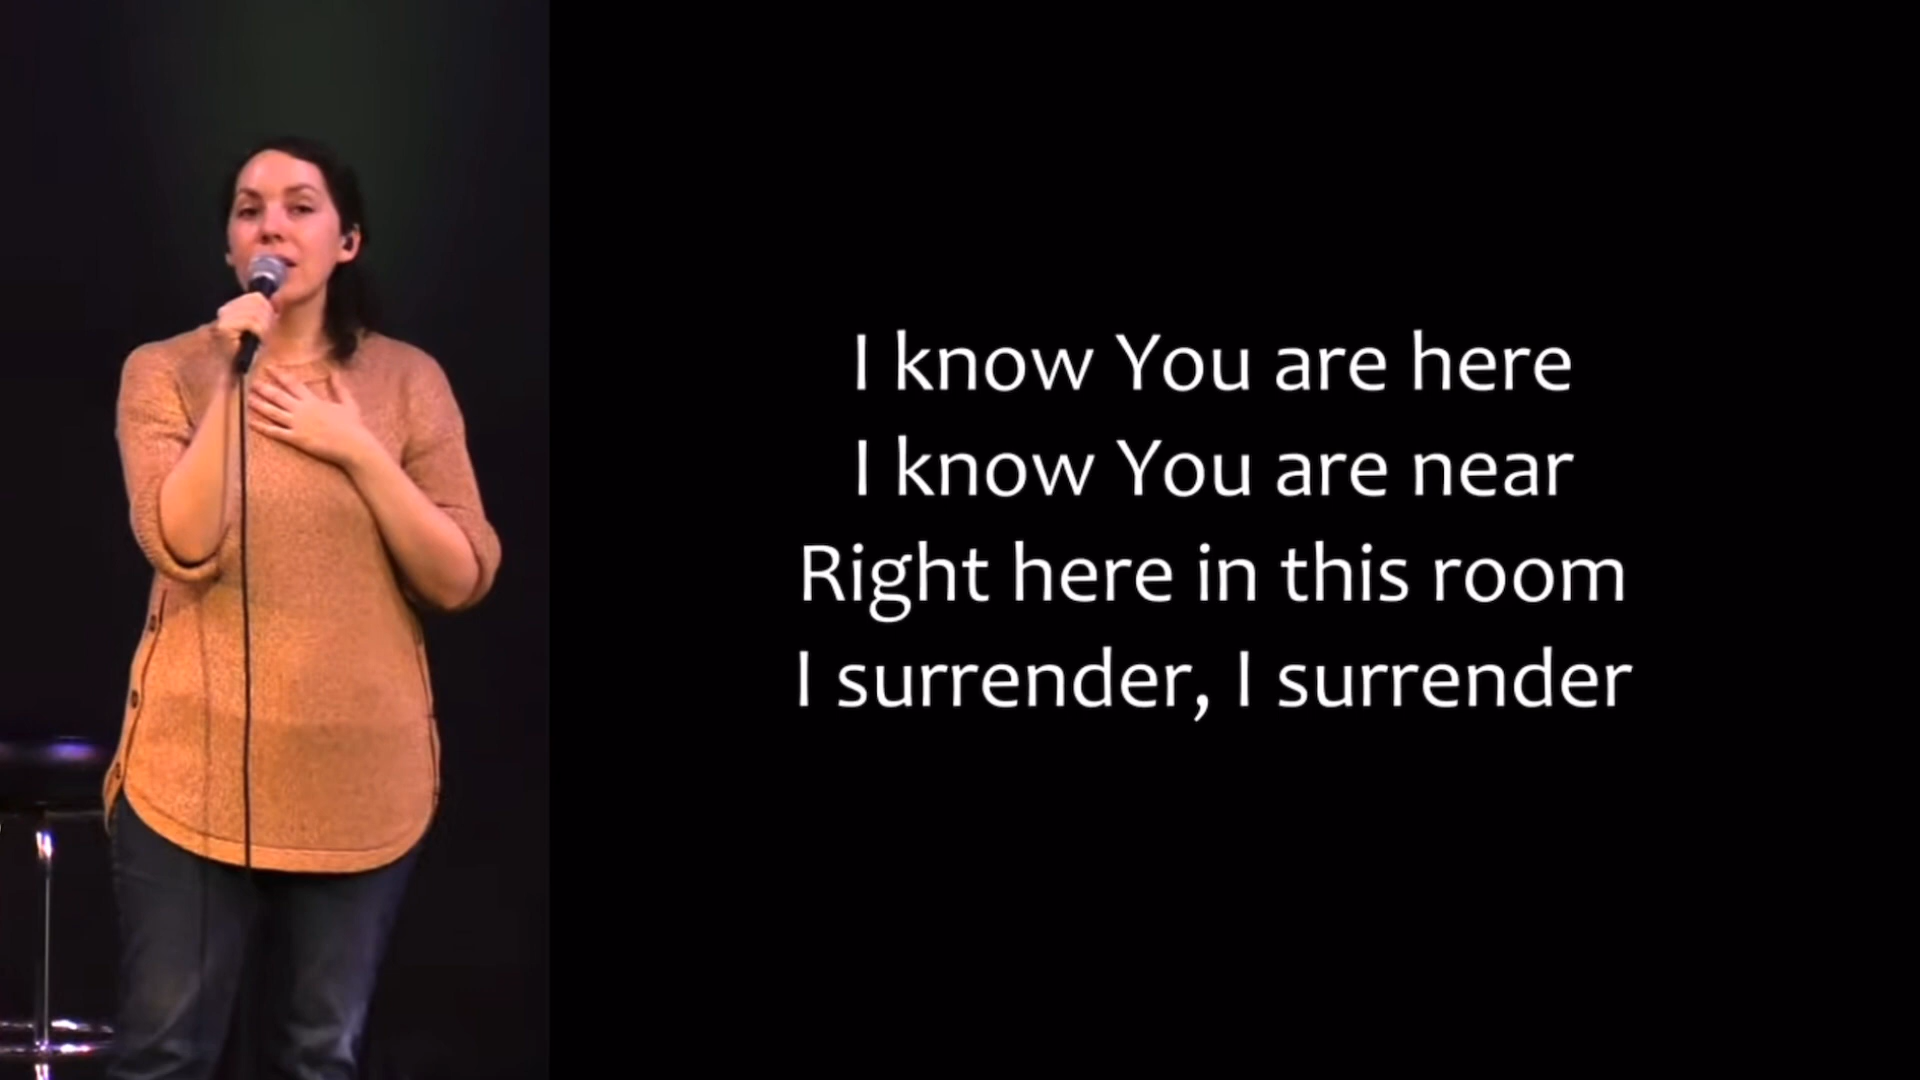 I know You are here
I know You are near
Right here in this room
I surrender, I surrender